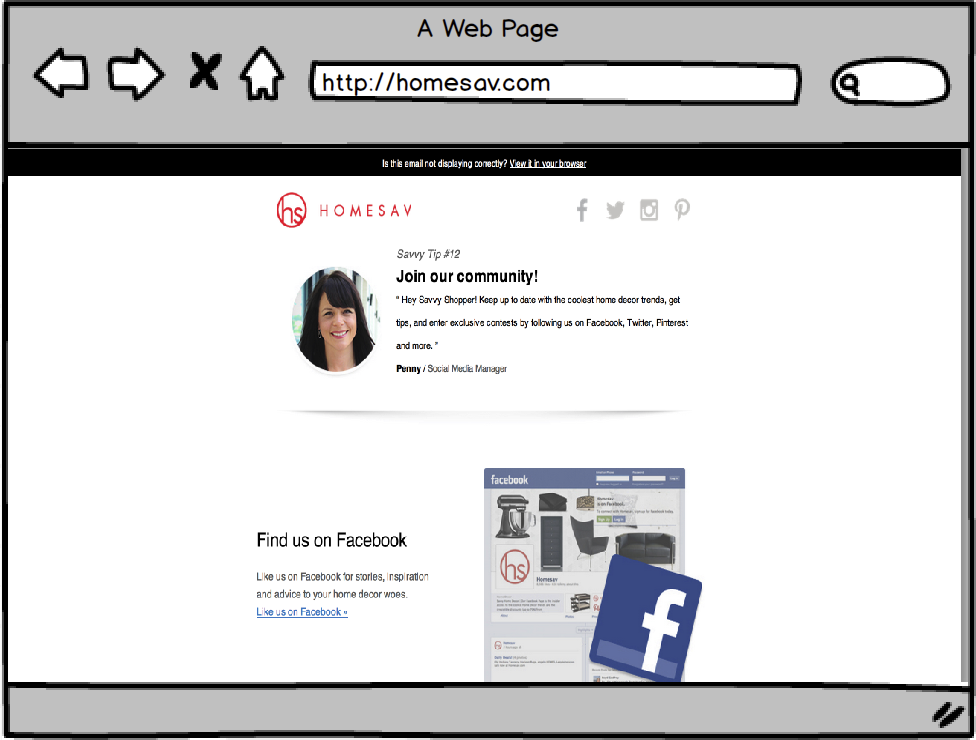 A Web Page
http://homesav.com
Is this email not displaying correctly? View it in your browser
hs HOMESAV
Savvy Tip #12
Join our community!
" Hey Savvy Shopper! Keep up to date with the coolest home decor trends, get
tips, and enter exclusive contests by following us on Facebook, Twitter, Pinterest
and more. "
Penny / Social Media Manager
Find us on Facebook
Like us on Facebook for stories, inspiration
and advice to your home decor woes.
Like us on Facebook »
facebook
hs
Homesav
f